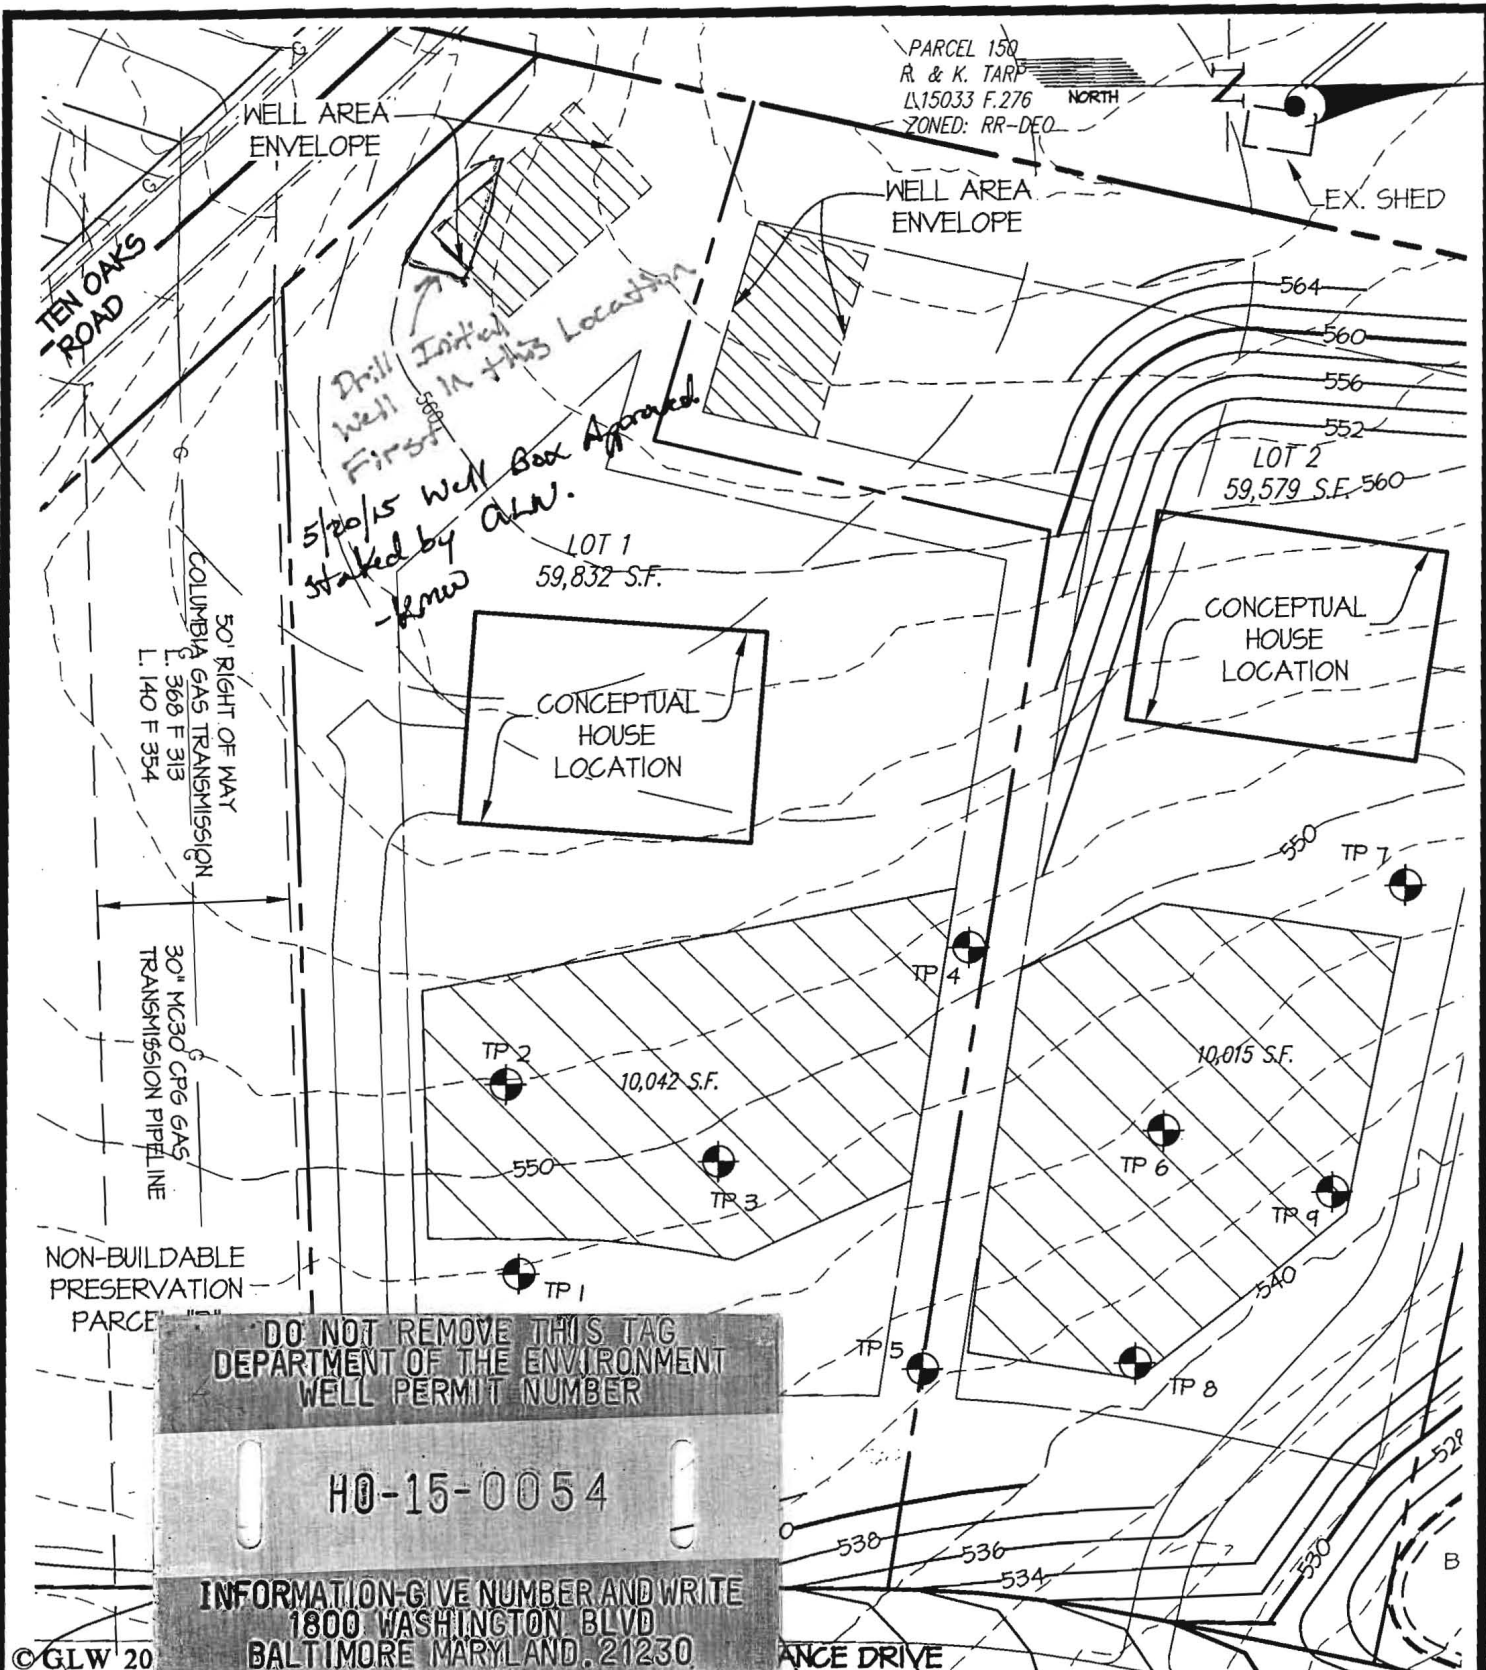 PARCEL 150
R. & K. TARP
L.15033 F.276
ZONED: RR-DEO
NORTH
N
WELL AREA
ENVELOPE
WELL AREA
ENVELOPE
EX. SHED
TEN OAKS
ROAD
564
560
556
552
Drill Initial
Well in this Location
First
560
5/20/15 Well Box Approved
Staked by
LOT 1
59,832 S.F.
LOT 2
59,579 S.F.
560
CONCEPTUAL
HOUSE
LOCATION
CONCEPTUAL
HOUSE
LOCATION
50' RIGHT OF WAY
COLUMBIA GAS TRANSMISSION
L. 368 F 313
L. 140 F 354
30" MC30 CPG GAS
TRANSMISSION PIPELINE
G
G
G
G
G
G
550
TP 7
TP 4
TP 2
10,042 S.F.
TP 3
550
10,015 S.F.
TP 6
TP 9
TP 1
540
TP 5
TP 8
NON-BUILDABLE
PRESERVATION
DO NOT REMOVE THIS TAG
DEPARTMENT OF THE ENVIRONMENT
WELL PERMIT NUMBER
HO-15-0054
INFORMATION-GIVE NUMBER AND WRITE
1800 WASHINGTON BLVD
BALTIMORE MARYLAND. 21230
538
536
534
530
528
B
© GLW 20
ANCE DRIVE